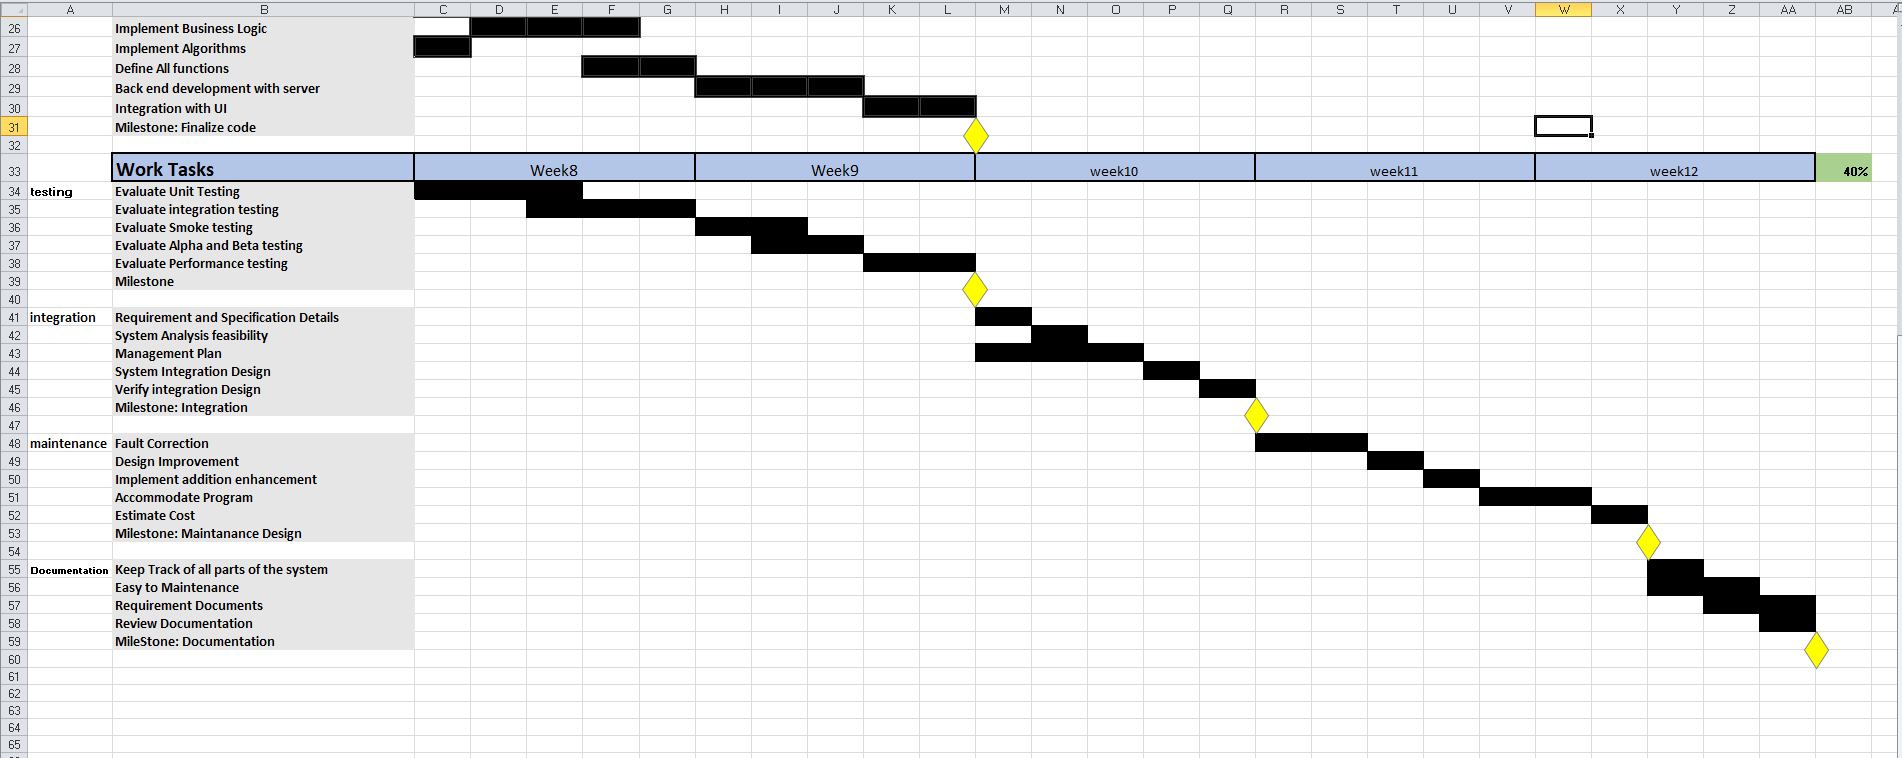 A B C D E F G H I J K L M N O P Q R S T U V W X Y Z AA AB
26 Implement Business Logic
27 Implement Algorithms
28 Define All functions
29 Back end development with server
30 Integration with UI
31 Milestone: Finalize code
32
33 Work Tasks Week8 Week9 week10 week11 week12 40%
34 testing Evaluate Unit Testing
35 Evaluate integration testing
36 Evaluate Smoke testing
37 Evaluate Alpha and Beta testing
38 Evaluate Performance testing
39 Milestone
40
41 integration Requirement and Specification Details
42 System Analysis feasibility
43 Management Plan
44 System Integration Design
45 Verify integration Design
46 Milestone: Integration
47
48 maintenance Fault Correction
49 Design Improvement
50 Implement addition enhancement
51 Accommodate Program
52 Estimate Cost
53 Milestone: Maintanance Design
54
55 Documentation Keep Track of all parts of the system
56 Easy to Maintenance
57 Requirement Documents
58 Review Documentation
59 MileStone: Documentation
60
61
62
63
64
65